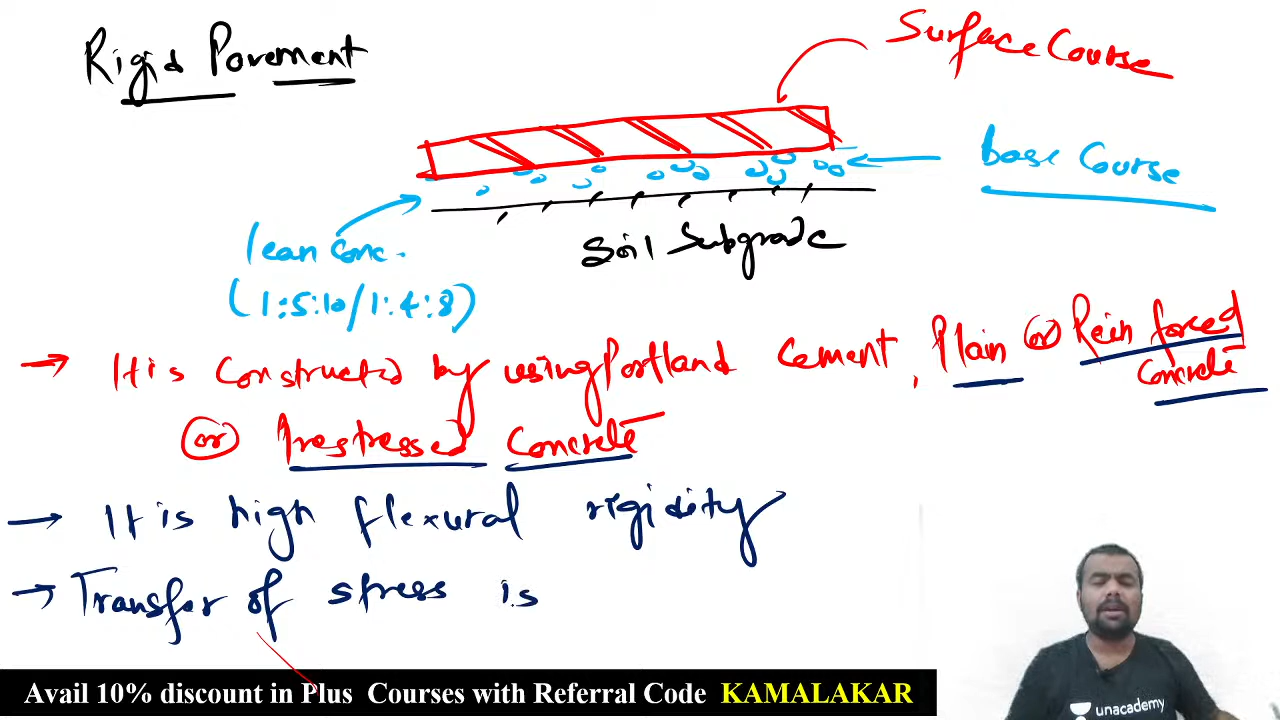 Rigid Pavement
Surface Course
base Course
lean conc.
(1:5:10/1:4:8)
Soil Subgrade
→ It is constructed by using Portland cement, Plain (or) Rein forced
Concrete
(or) Prestressed Concrete
→ It is high flexural rigidity
→ Transfer of stress is
Avail 10% discount in Plus Courses with Referral Code KAMALAKAR
unacademy